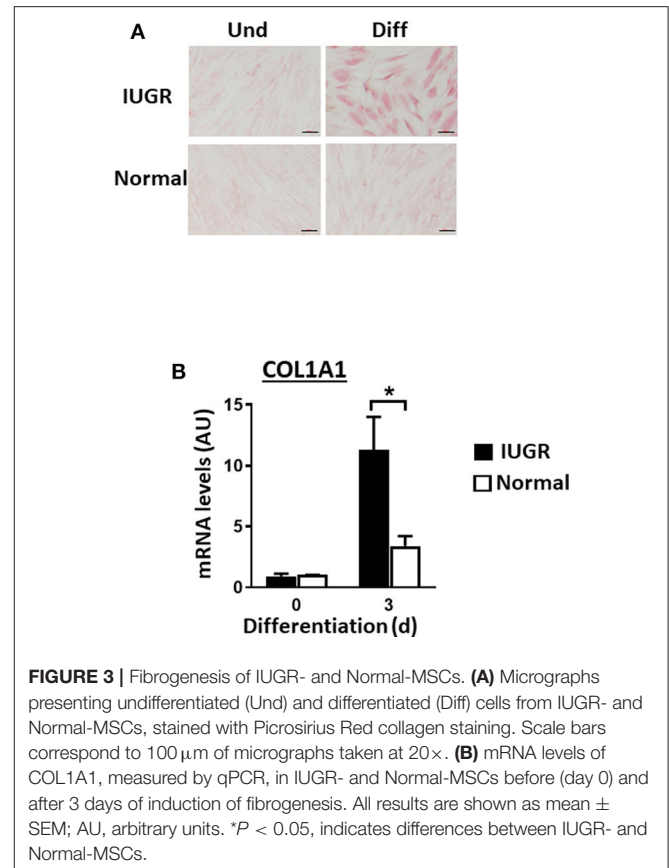 A
Und Diff
IUGR
Normal
B
COL1A1
*
15
10
5
0
mRNA levels (AU)
IUGR
Normal
0 3
Differentiation (d)
FIGURE 3 | Fibrogenesis of IUGR- and Normal-MSCs. (A) Micrographs
presenting undifferentiated (Und) and differentiated (Diff) cells from IUGR- and
Normal-MSCs, stained with Picrosirius Red collagen staining. Scale bars
correspond to 100 μm of micrographs taken at 20×. (B) mRNA levels of
COL1A1, measured by qPCR, in IUGR- and Normal-MSCs before (day 0) and
after 3 days of induction of fibrogenesis. All results are shown as mean ±
SEM; AU, arbitrary units. *P < 0.05, indicates differences between IUGR- and
Normal-MSCs.